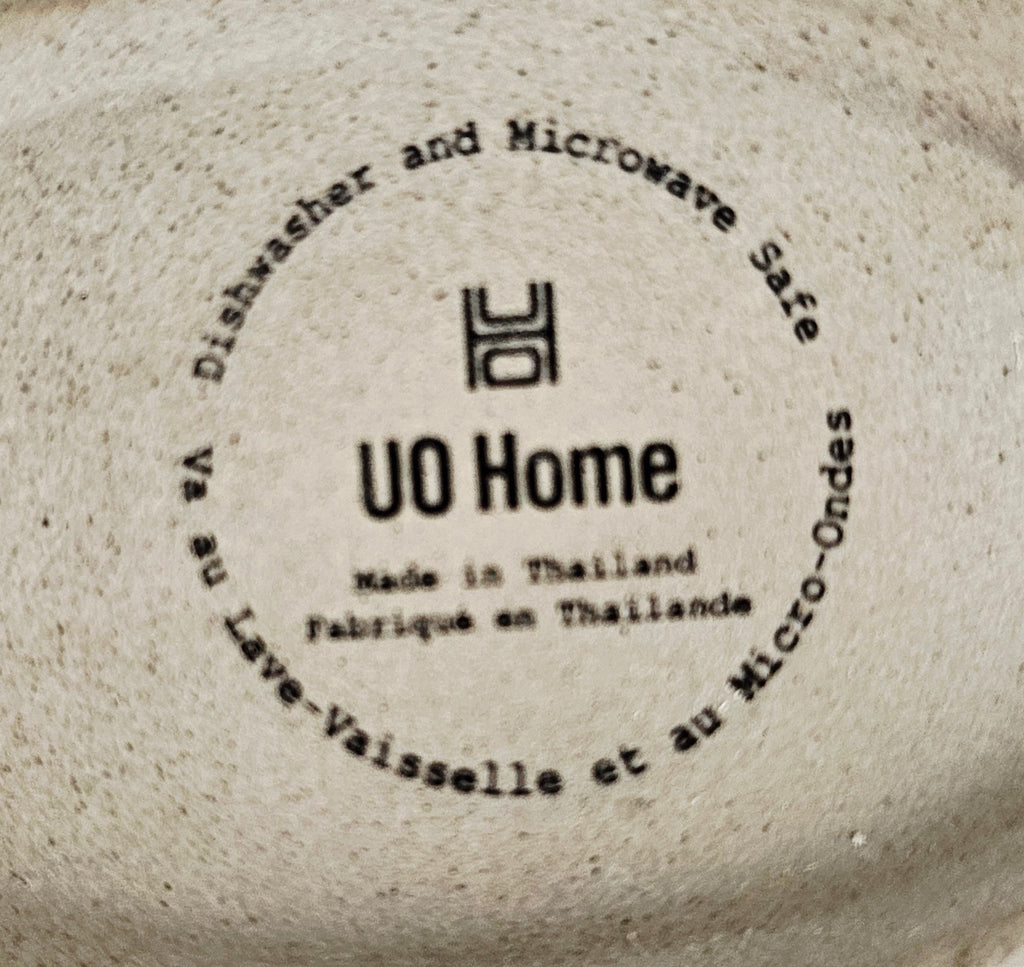 Dishwasher and Microwave Safe
UO
UO Home
Made in Thailand
Fabriqué en Thaïlande
Va au Lave-Vaisselle et au Micro-Ondes